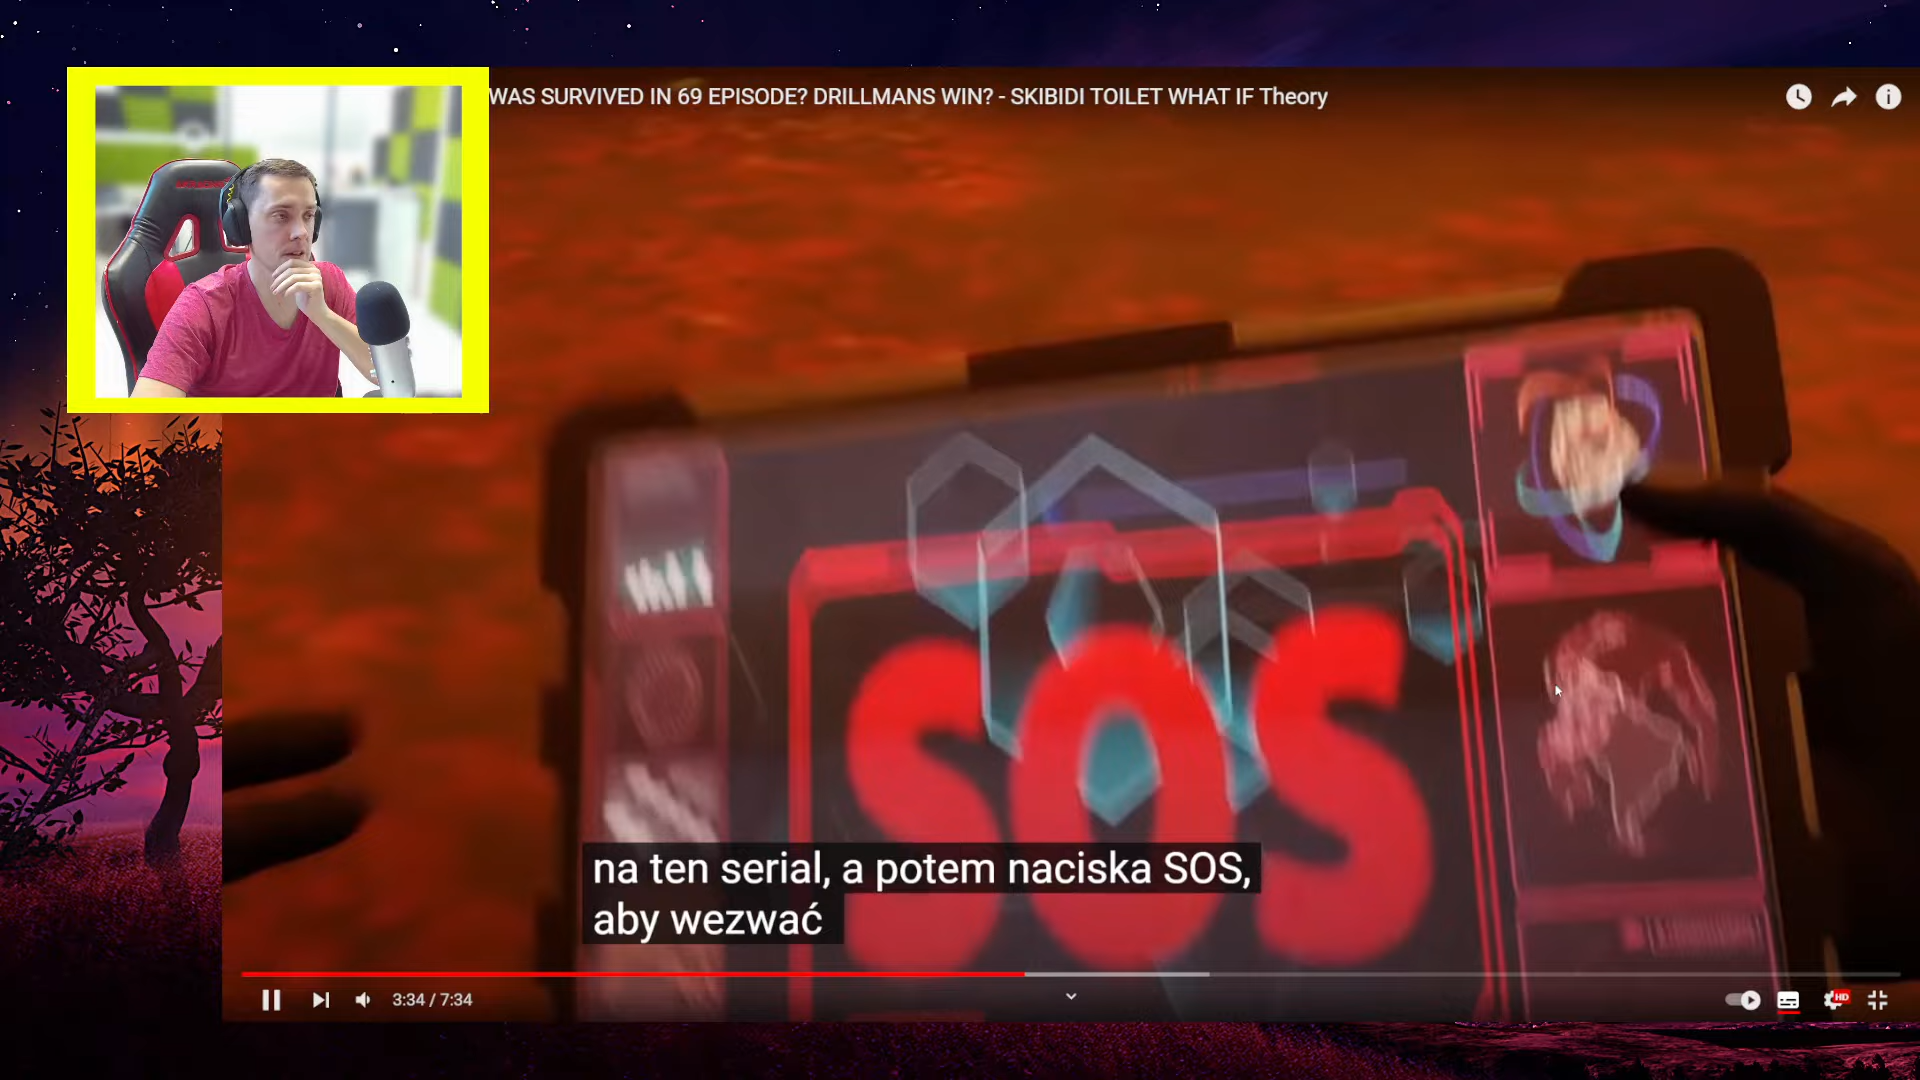 WAS SURVIVED IN 69 EPISODE? DRILLMANS WIN? - SKIBIDI TOILET WHAT IF Theory
SOS
na ten serial, a potem naciska SOS,
aby wezwać
3:34 / 7:34
HD